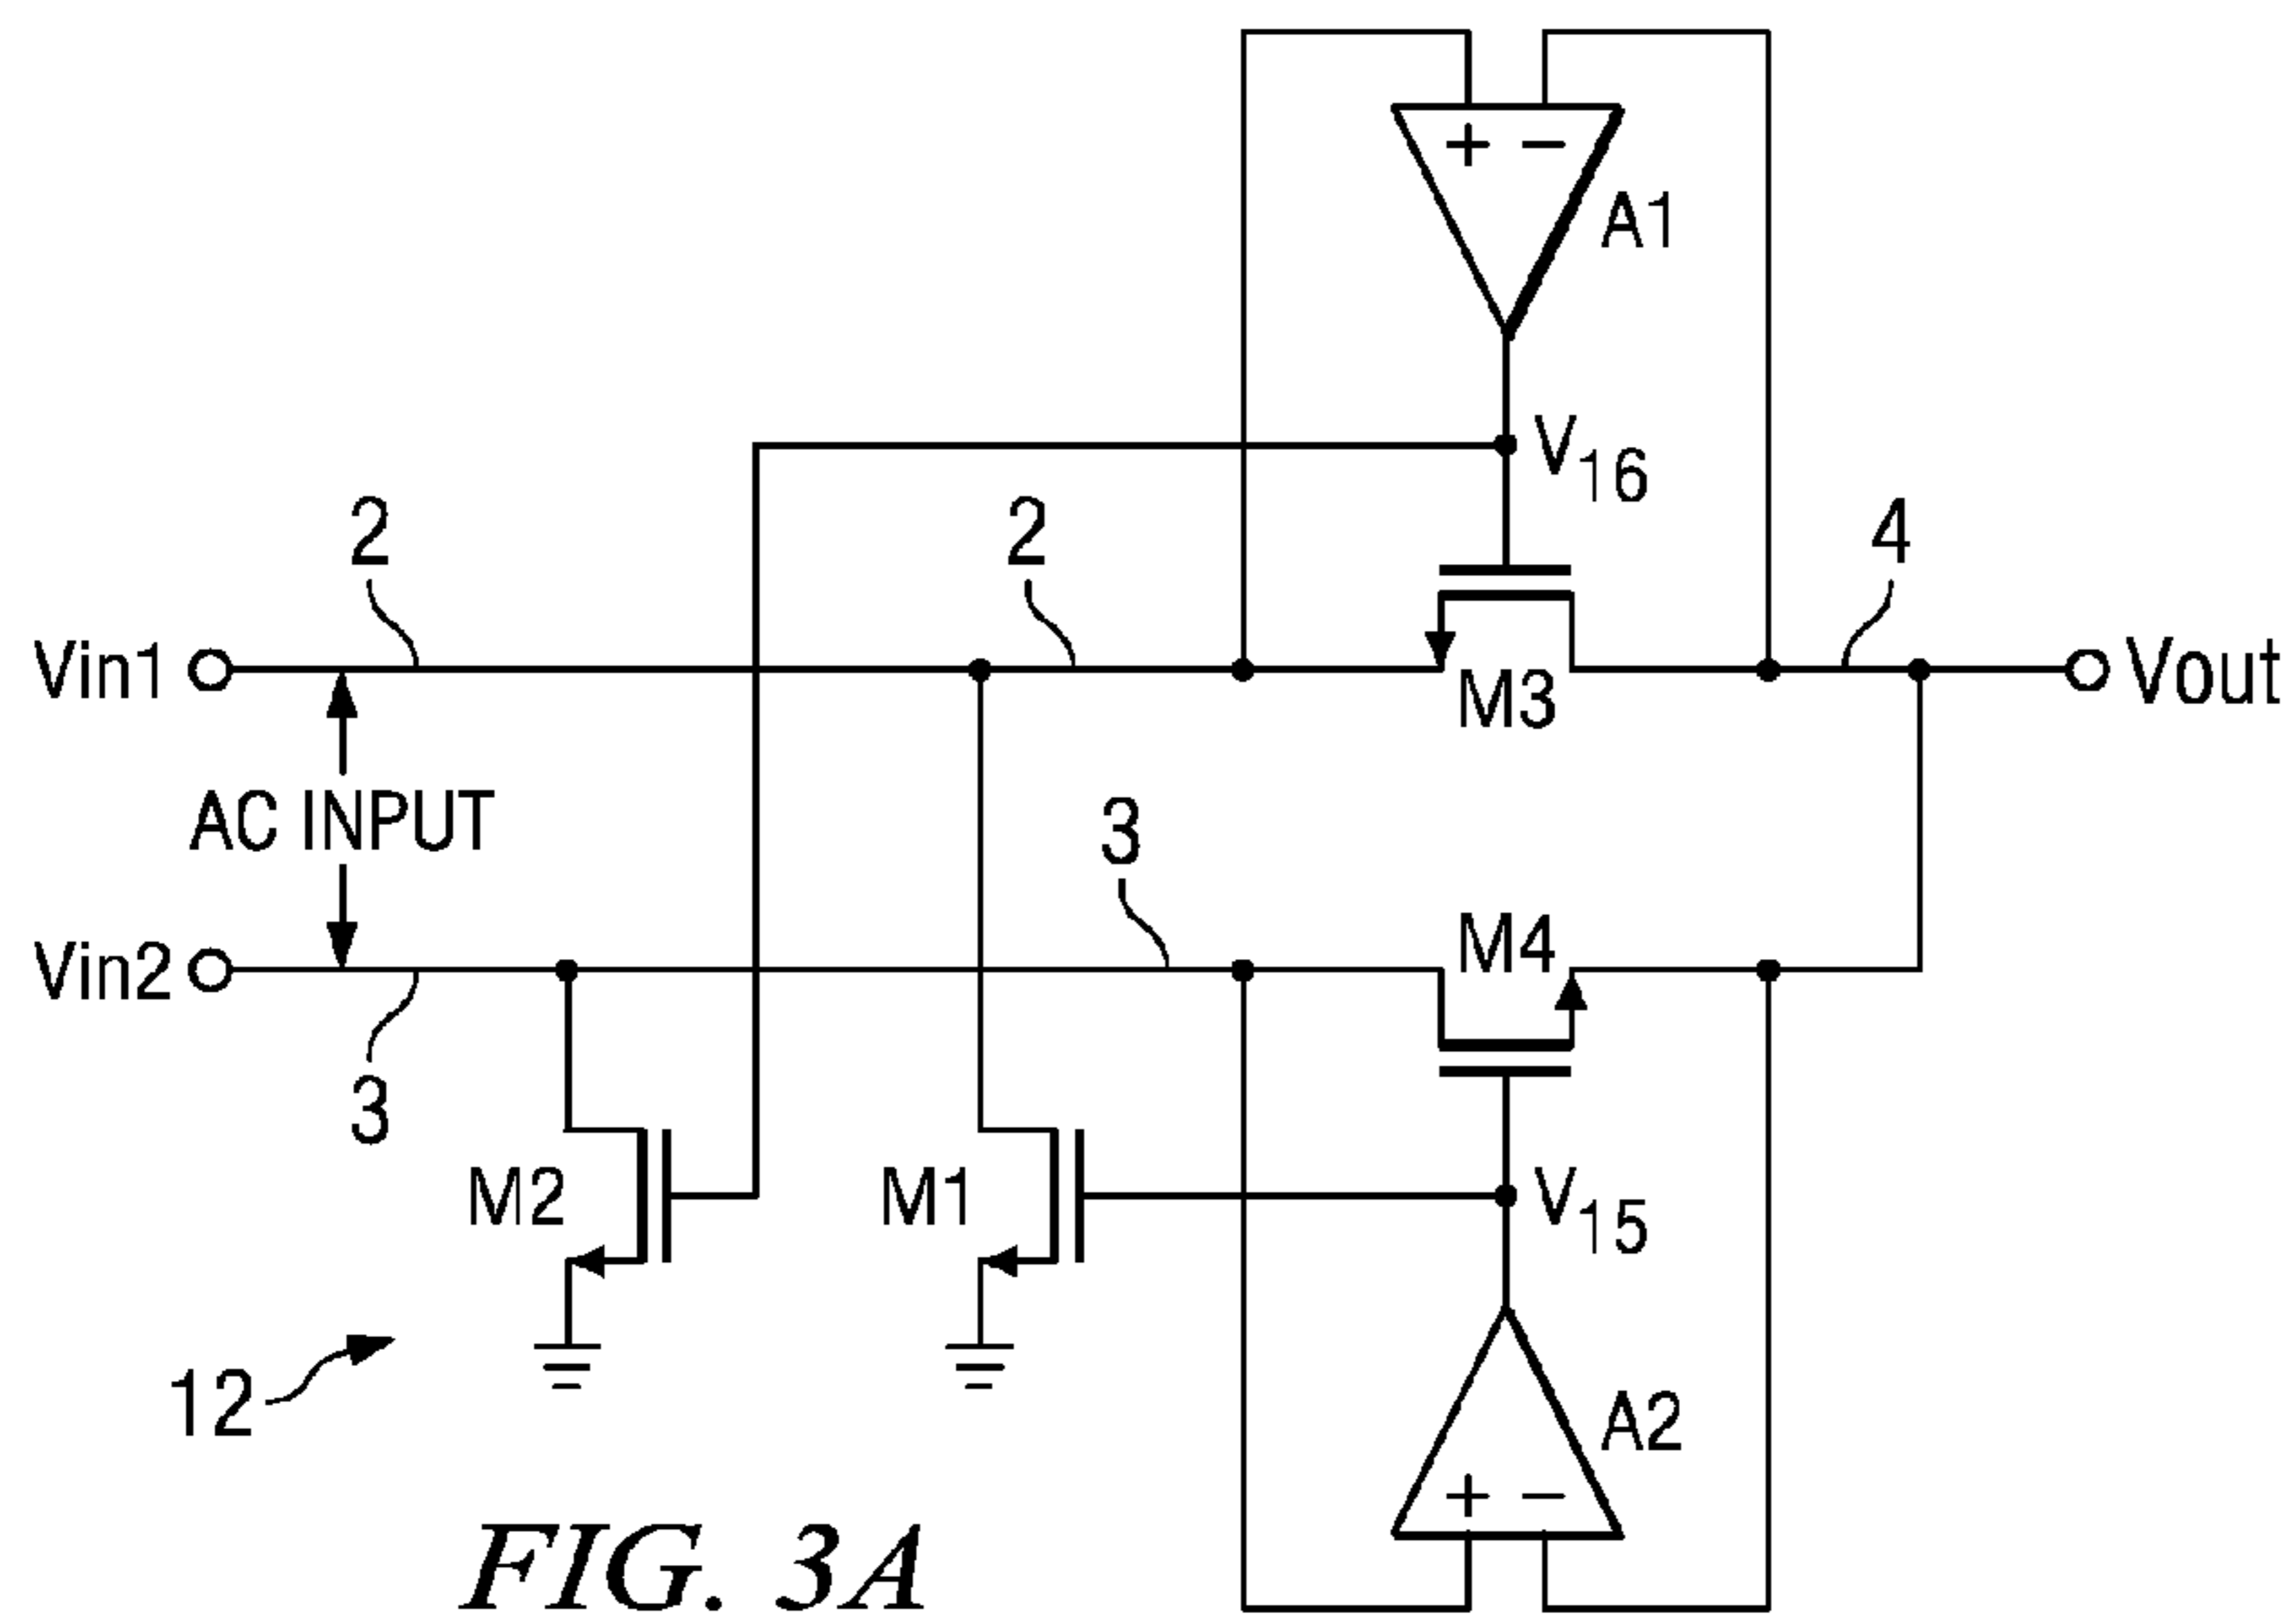 + −
A1
V16
2
2
4
Vin1
Vout
M3
AC INPUT
3
M4
Vin2
3
M2
M1
V15
12
A2
+ −
FIG. 3A